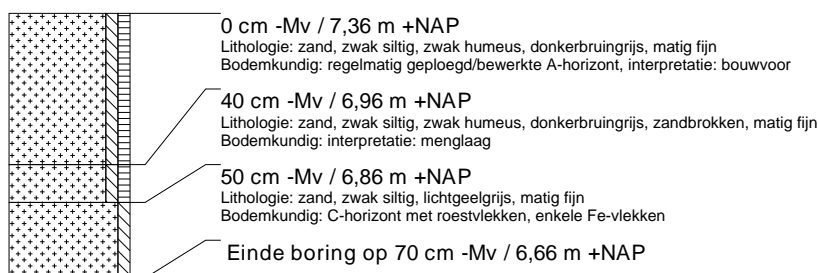 0 cm -Mv / 7,36 m +NAP
Lithologie: zand, zwak siltig, zwak humeus, donkerbruingrijs, matig fijn
Bodemkundig: regelmatig geploegd/bewerkte A-horizont, interpretatie: bouwvoor
40 cm -Mv / 6,96 m +NAP
Lithologie: zand, zwak siltig, zwak humeus, donkerbruingrijs, zandbrokken, matig fijn
Bodemkundig: interpretatie: menglaag
50 cm -Mv / 6,86 m +NAP
Lithologie: zand, zwak siltig, lichtgeelgrijs, matig fijn
Bodemkundig: C-horizont met roestvlekken, enkele Fe-vlekken
Einde boring op 70 cm -Mv / 6,66 m +NAP